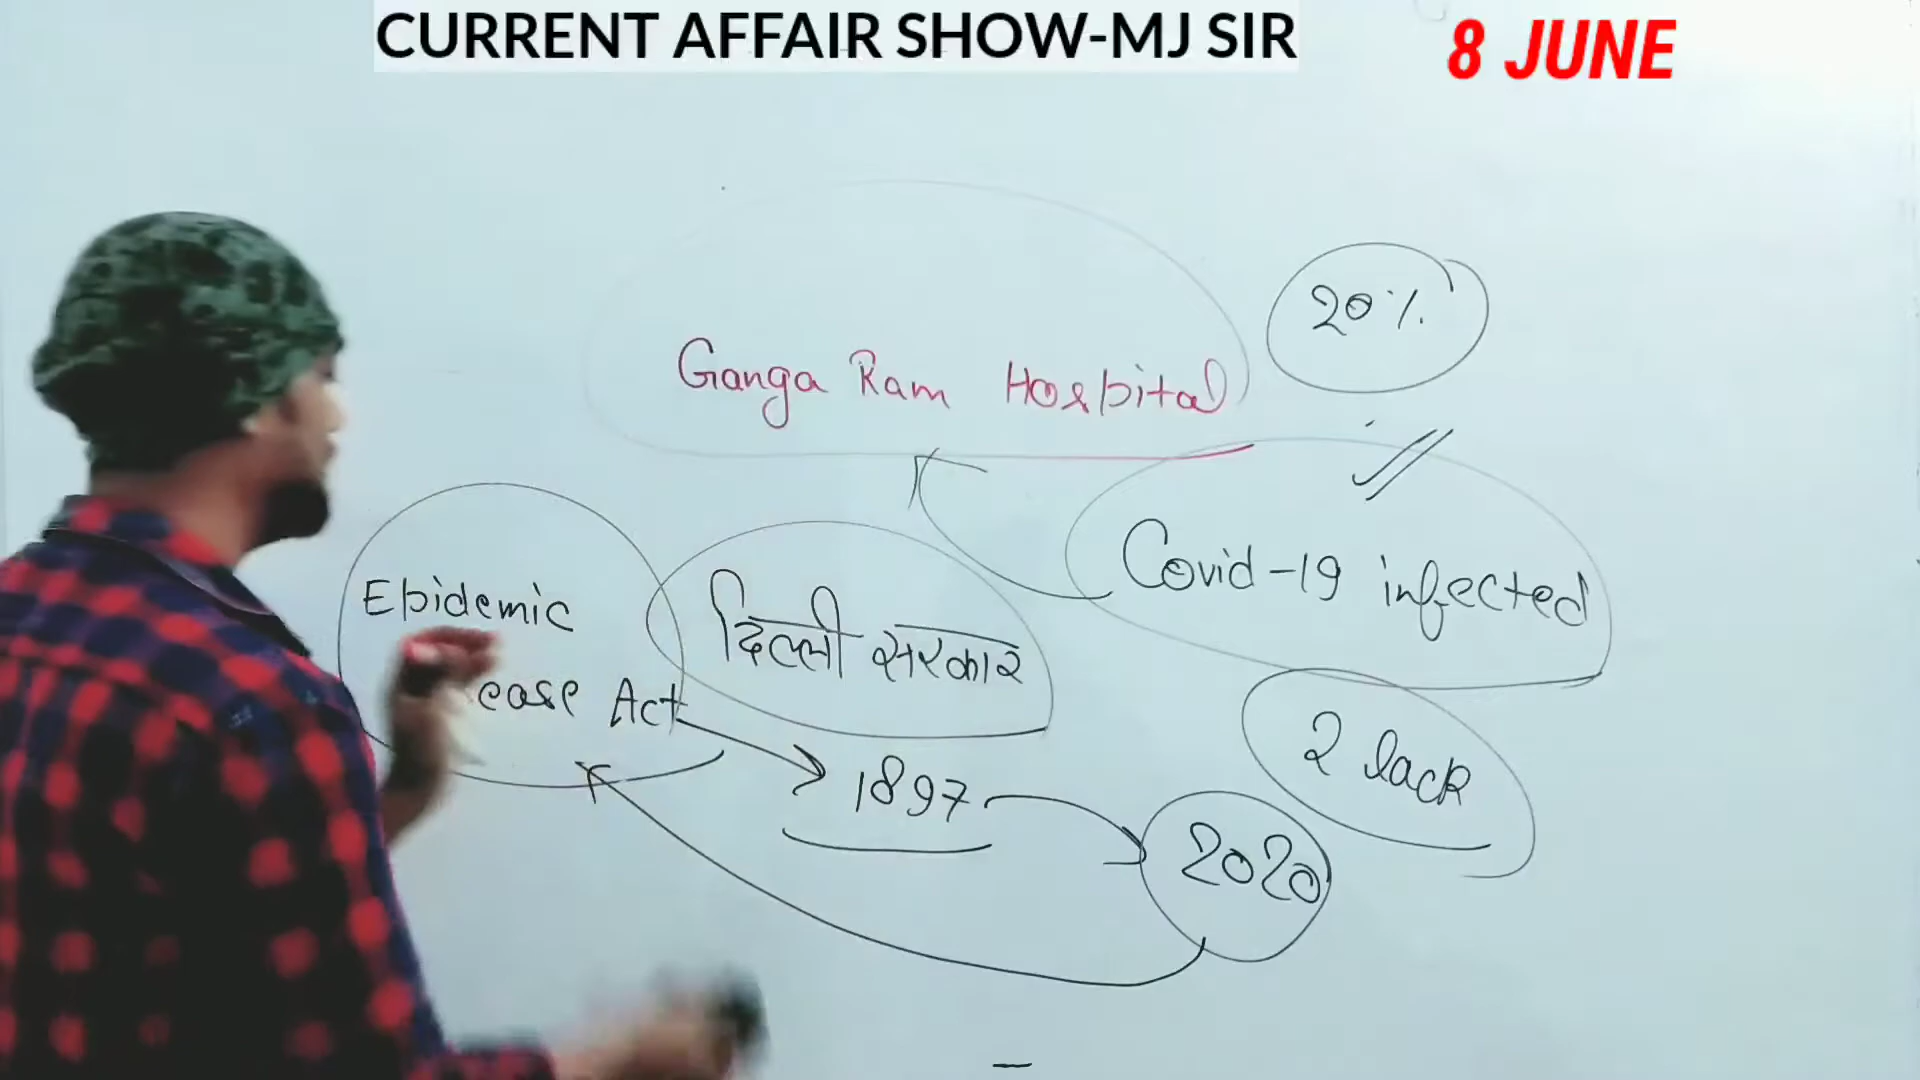 CURRENT AFFAIR SHOW-MJ SIR
8 JUNE
20%
Ganga Ram Hospital
Covid-19 infected
Epidemic
दिल्ली सरकार
ease Act
2 lack
1897
2020